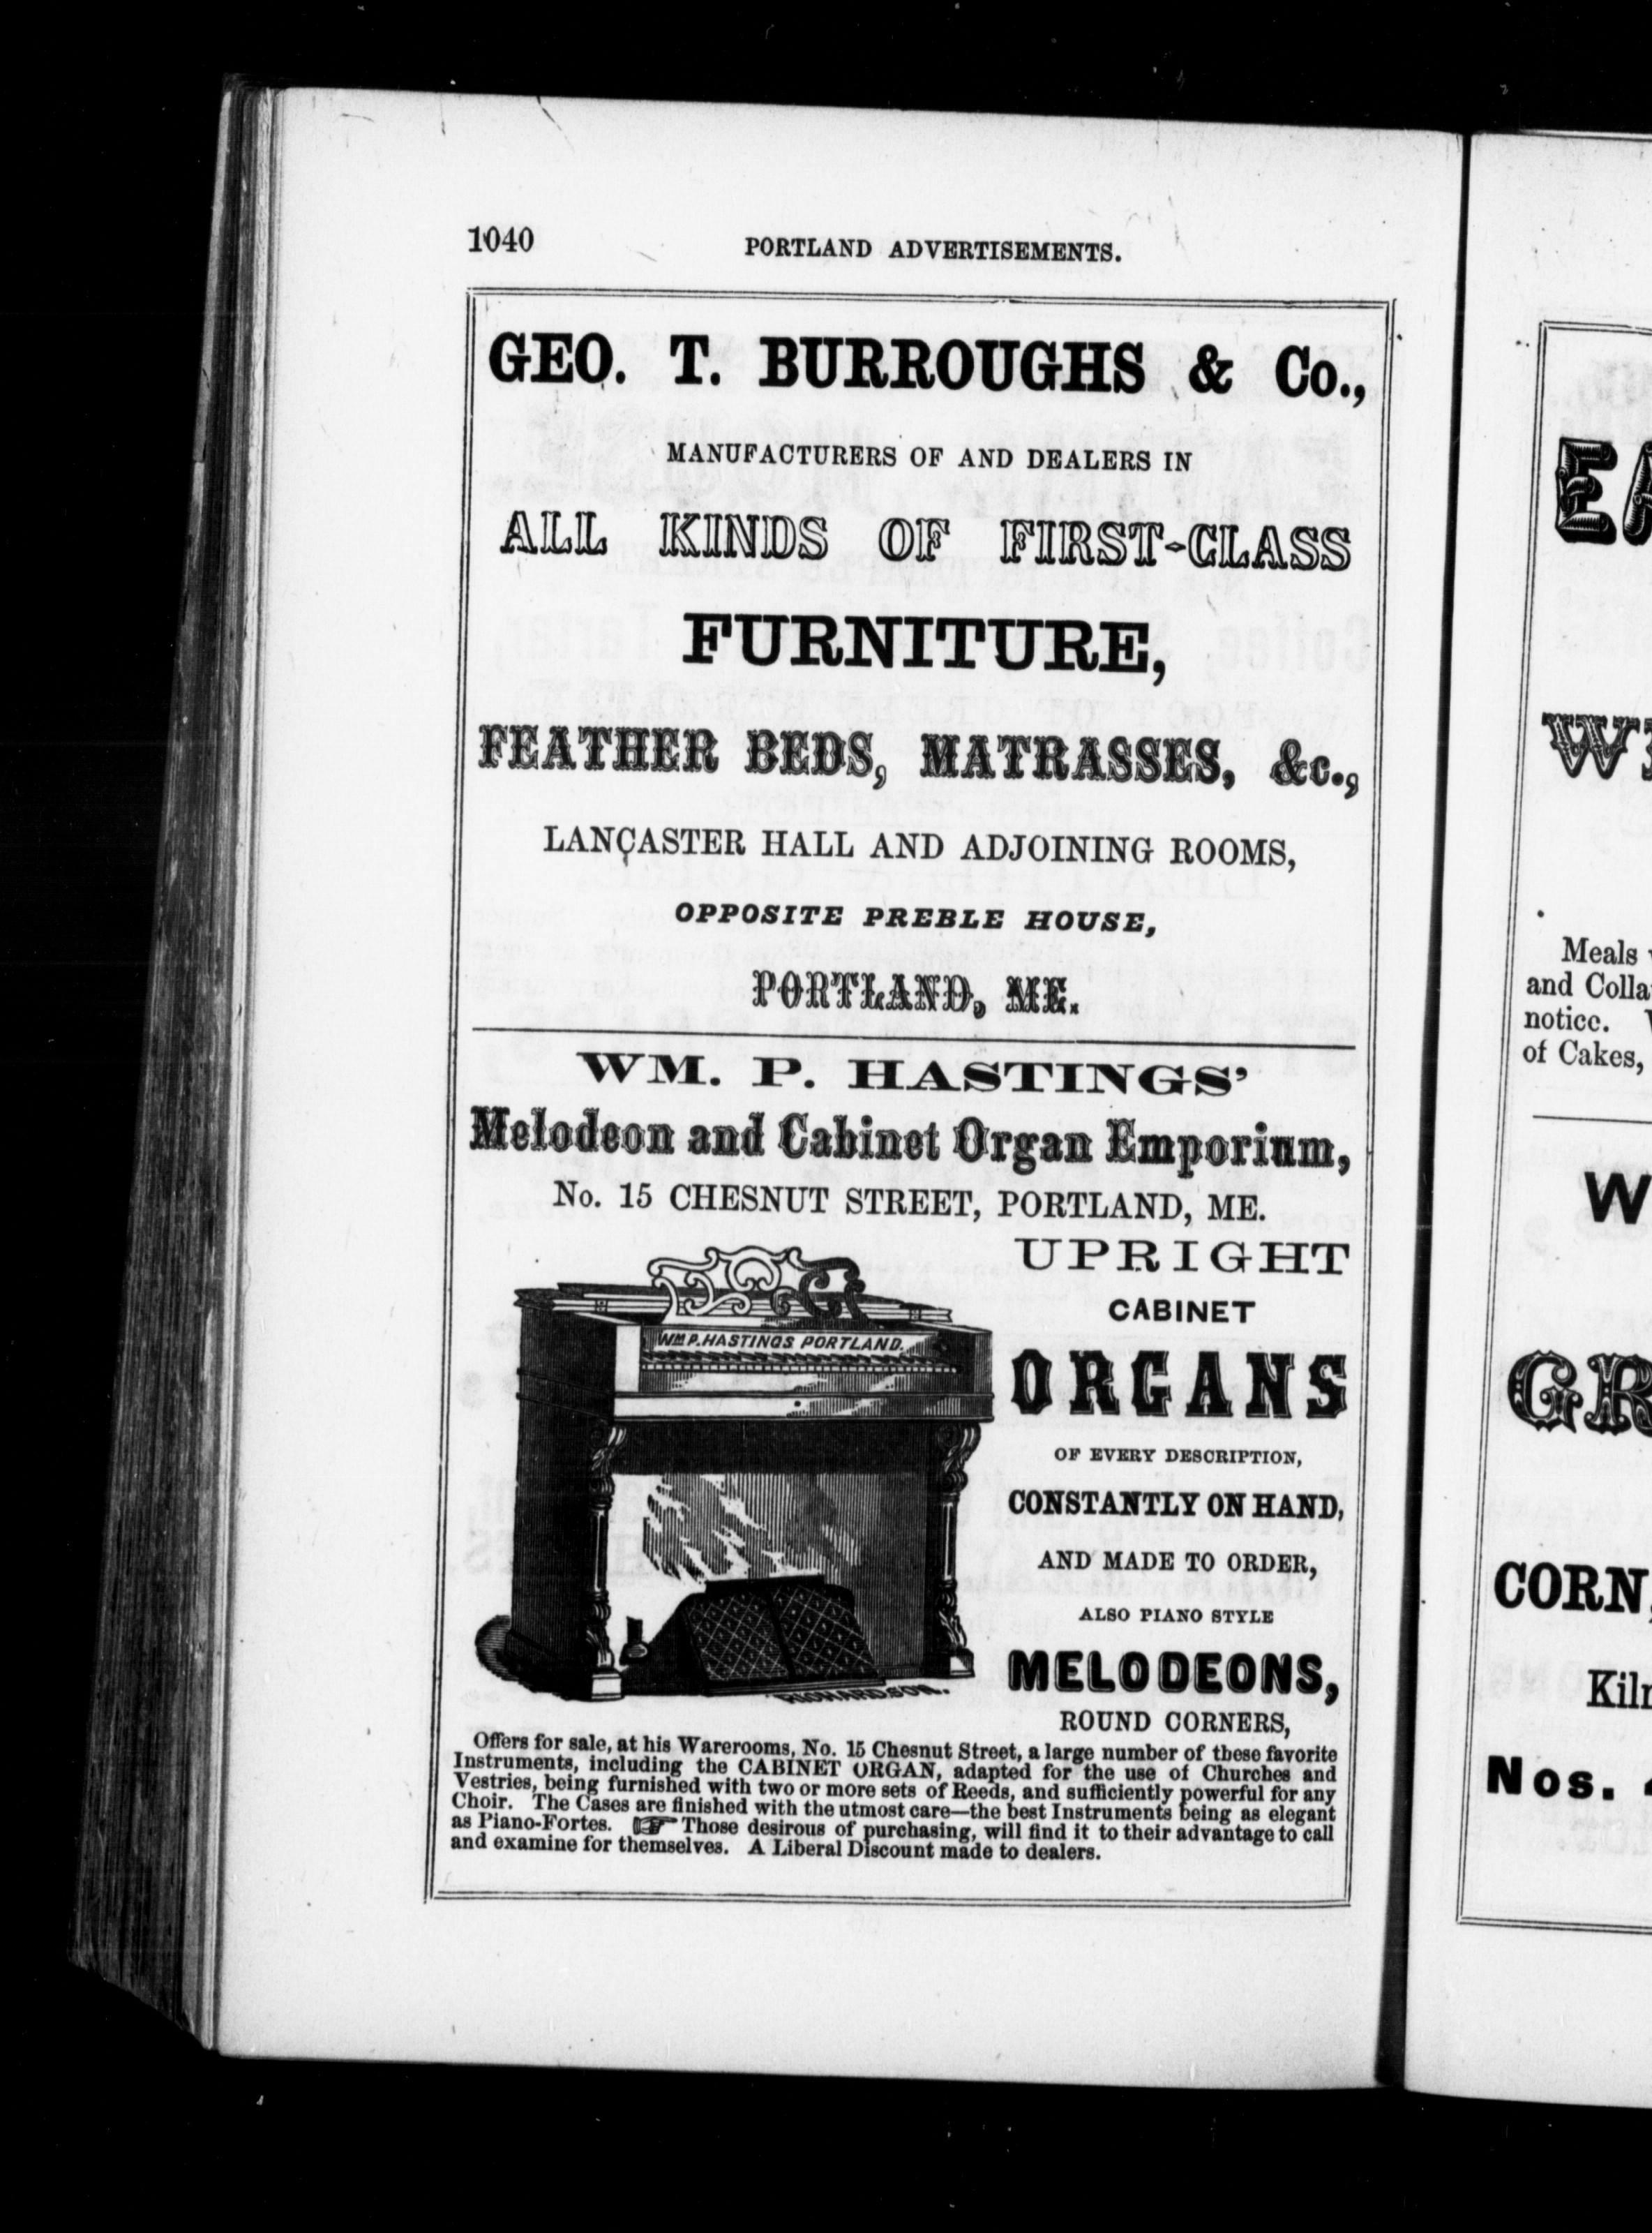 1040
PORTLAND ADVERTISEMENTS.
GEO. T. BURROUGHS & Co.,
MANUFACTURERS OF AND DEALERS IN
ALL KINDS OF FIRST-CLASS
FURNITURE,
FEATHER BEDS, MATRASSES, &c.,
LANCASTER HALL AND ADJOINING ROOMS,
OPPOSITE PREBLE HOUSE,
PORTLAND, ME.
WM. P. HASTINGS'
Melodeon and Cabinet Organ Emporium,
No. 15 CHESNUT STREET, PORTLAND, ME.
WM P. HASTINGS PORTLAND.
RICHARDSON.
UPRIGHT
CABINET
ORGANS
OF EVERY DESCRIPTION,
CONSTANTLY ON HAND,
AND MADE TO ORDER,
ALSO PIANO STYLE
MELODEONS,
ROUND CORNERS,
Offers for sale, at his Warerooms, No. 15 Chesnut Street, a large number of these favorite
Instruments, including the CABINET ORGAN, adapted for the use of Churches and
Vestries, being furnished with two or more sets of Reeds, and sufficiently powerful for any
Choir. The Cases are finished with the utmost care—the best Instruments being as elegant
as Piano-Fortes. ☞ Those desirous of purchasing, will find it to their advantage to call
and examine for themselves. A Liberal Discount made to dealers.
Meals
and
notice.
of Cakes,
Nos.